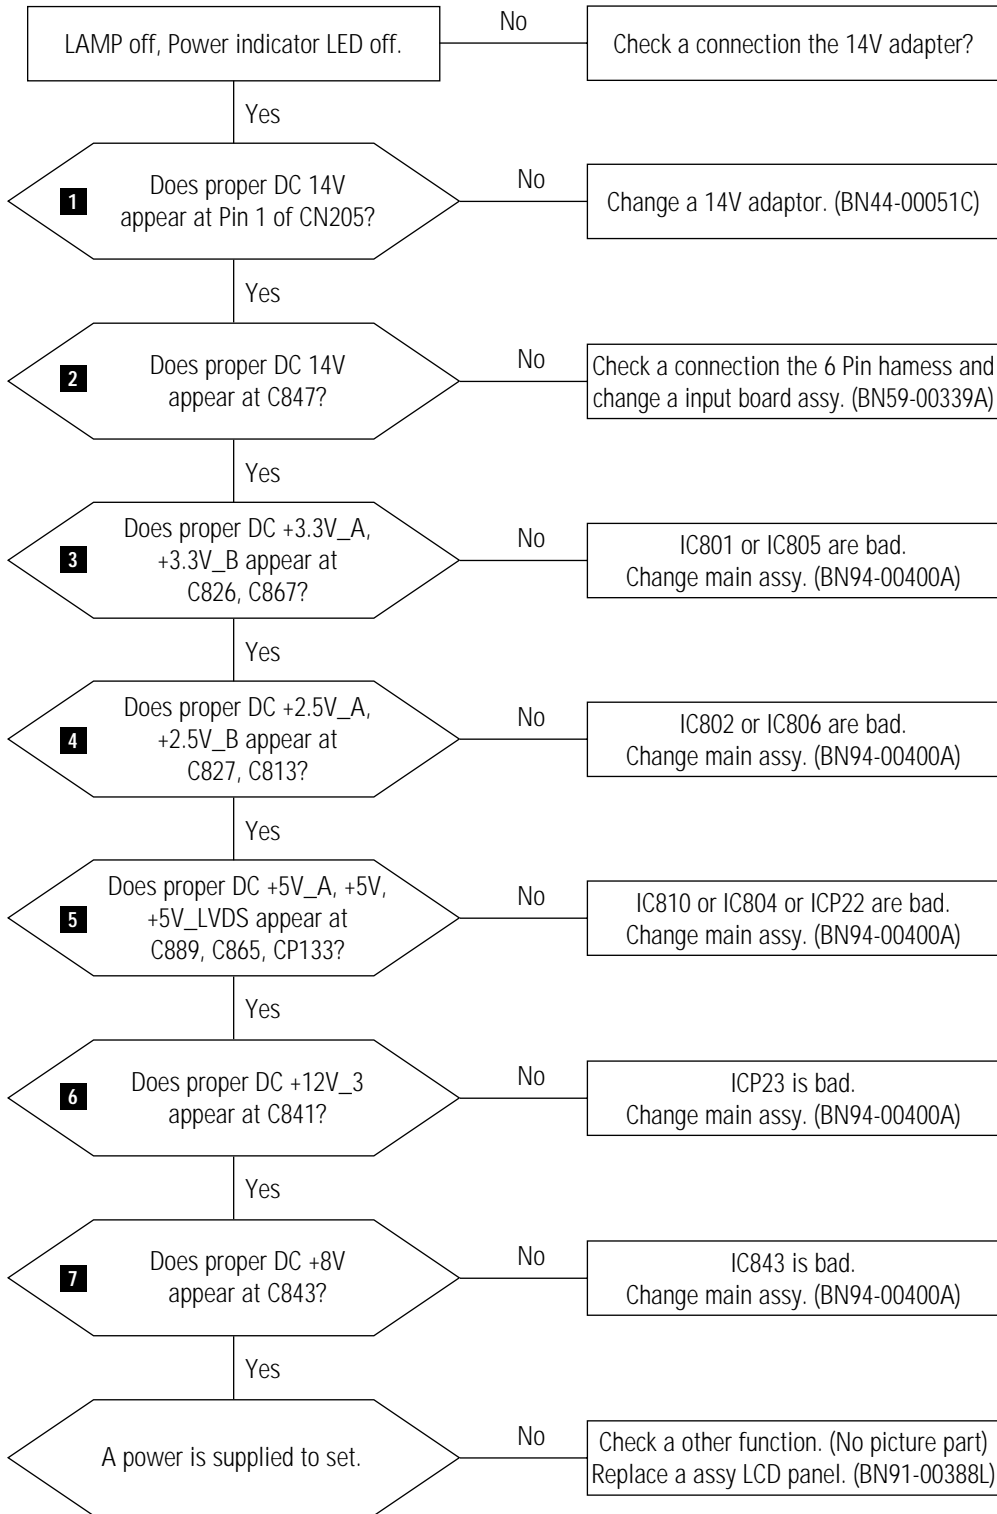 LAMP off, Power indicator LED off.
No
Check a connection the 14V adapter?
Yes
1
Does proper DC 14V
appear at Pin 1 of CN205?
No
Change a 14V adaptor. (BN44-00051C)
Yes
2
Does proper DC 14V
appear at C847?
No
Check a connection the 6 Pin harness and
change a input board assy. (BN59-00339A)
Yes
3
Does proper DC +3.3V_A,
+3.3V_B appear at
C826, C867?
No
IC801 or IC805 are bad.
Change main assy. (BN94-00400A)
Yes
4
Does proper DC +2.5V_A,
+2.5V_B appear at
C827, C813?
No
IC802 or IC806 are bad.
Change main assy. (BN94-00400A)
Yes
5
Does proper DC +5V_A, +5V,
+5V_LVDS appear at
C889, C865, CP133?
No
IC810 or IC804 or ICP22 are bad.
Change main assy. (BN94-00400A)
Yes
6
Does proper DC +12V_3
appear at C841?
No
ICP23 is bad.
Change main assy. (BN94-00400A)
Yes
7
Does proper DC +8V
appear at C843?
No
IC843 is bad.
Change main assy. (BN94-00400A)
Yes
A power is supplied to set.
No
Check a other function. (No picture part)
Replace a assy LCD panel. (BN91-00388L)